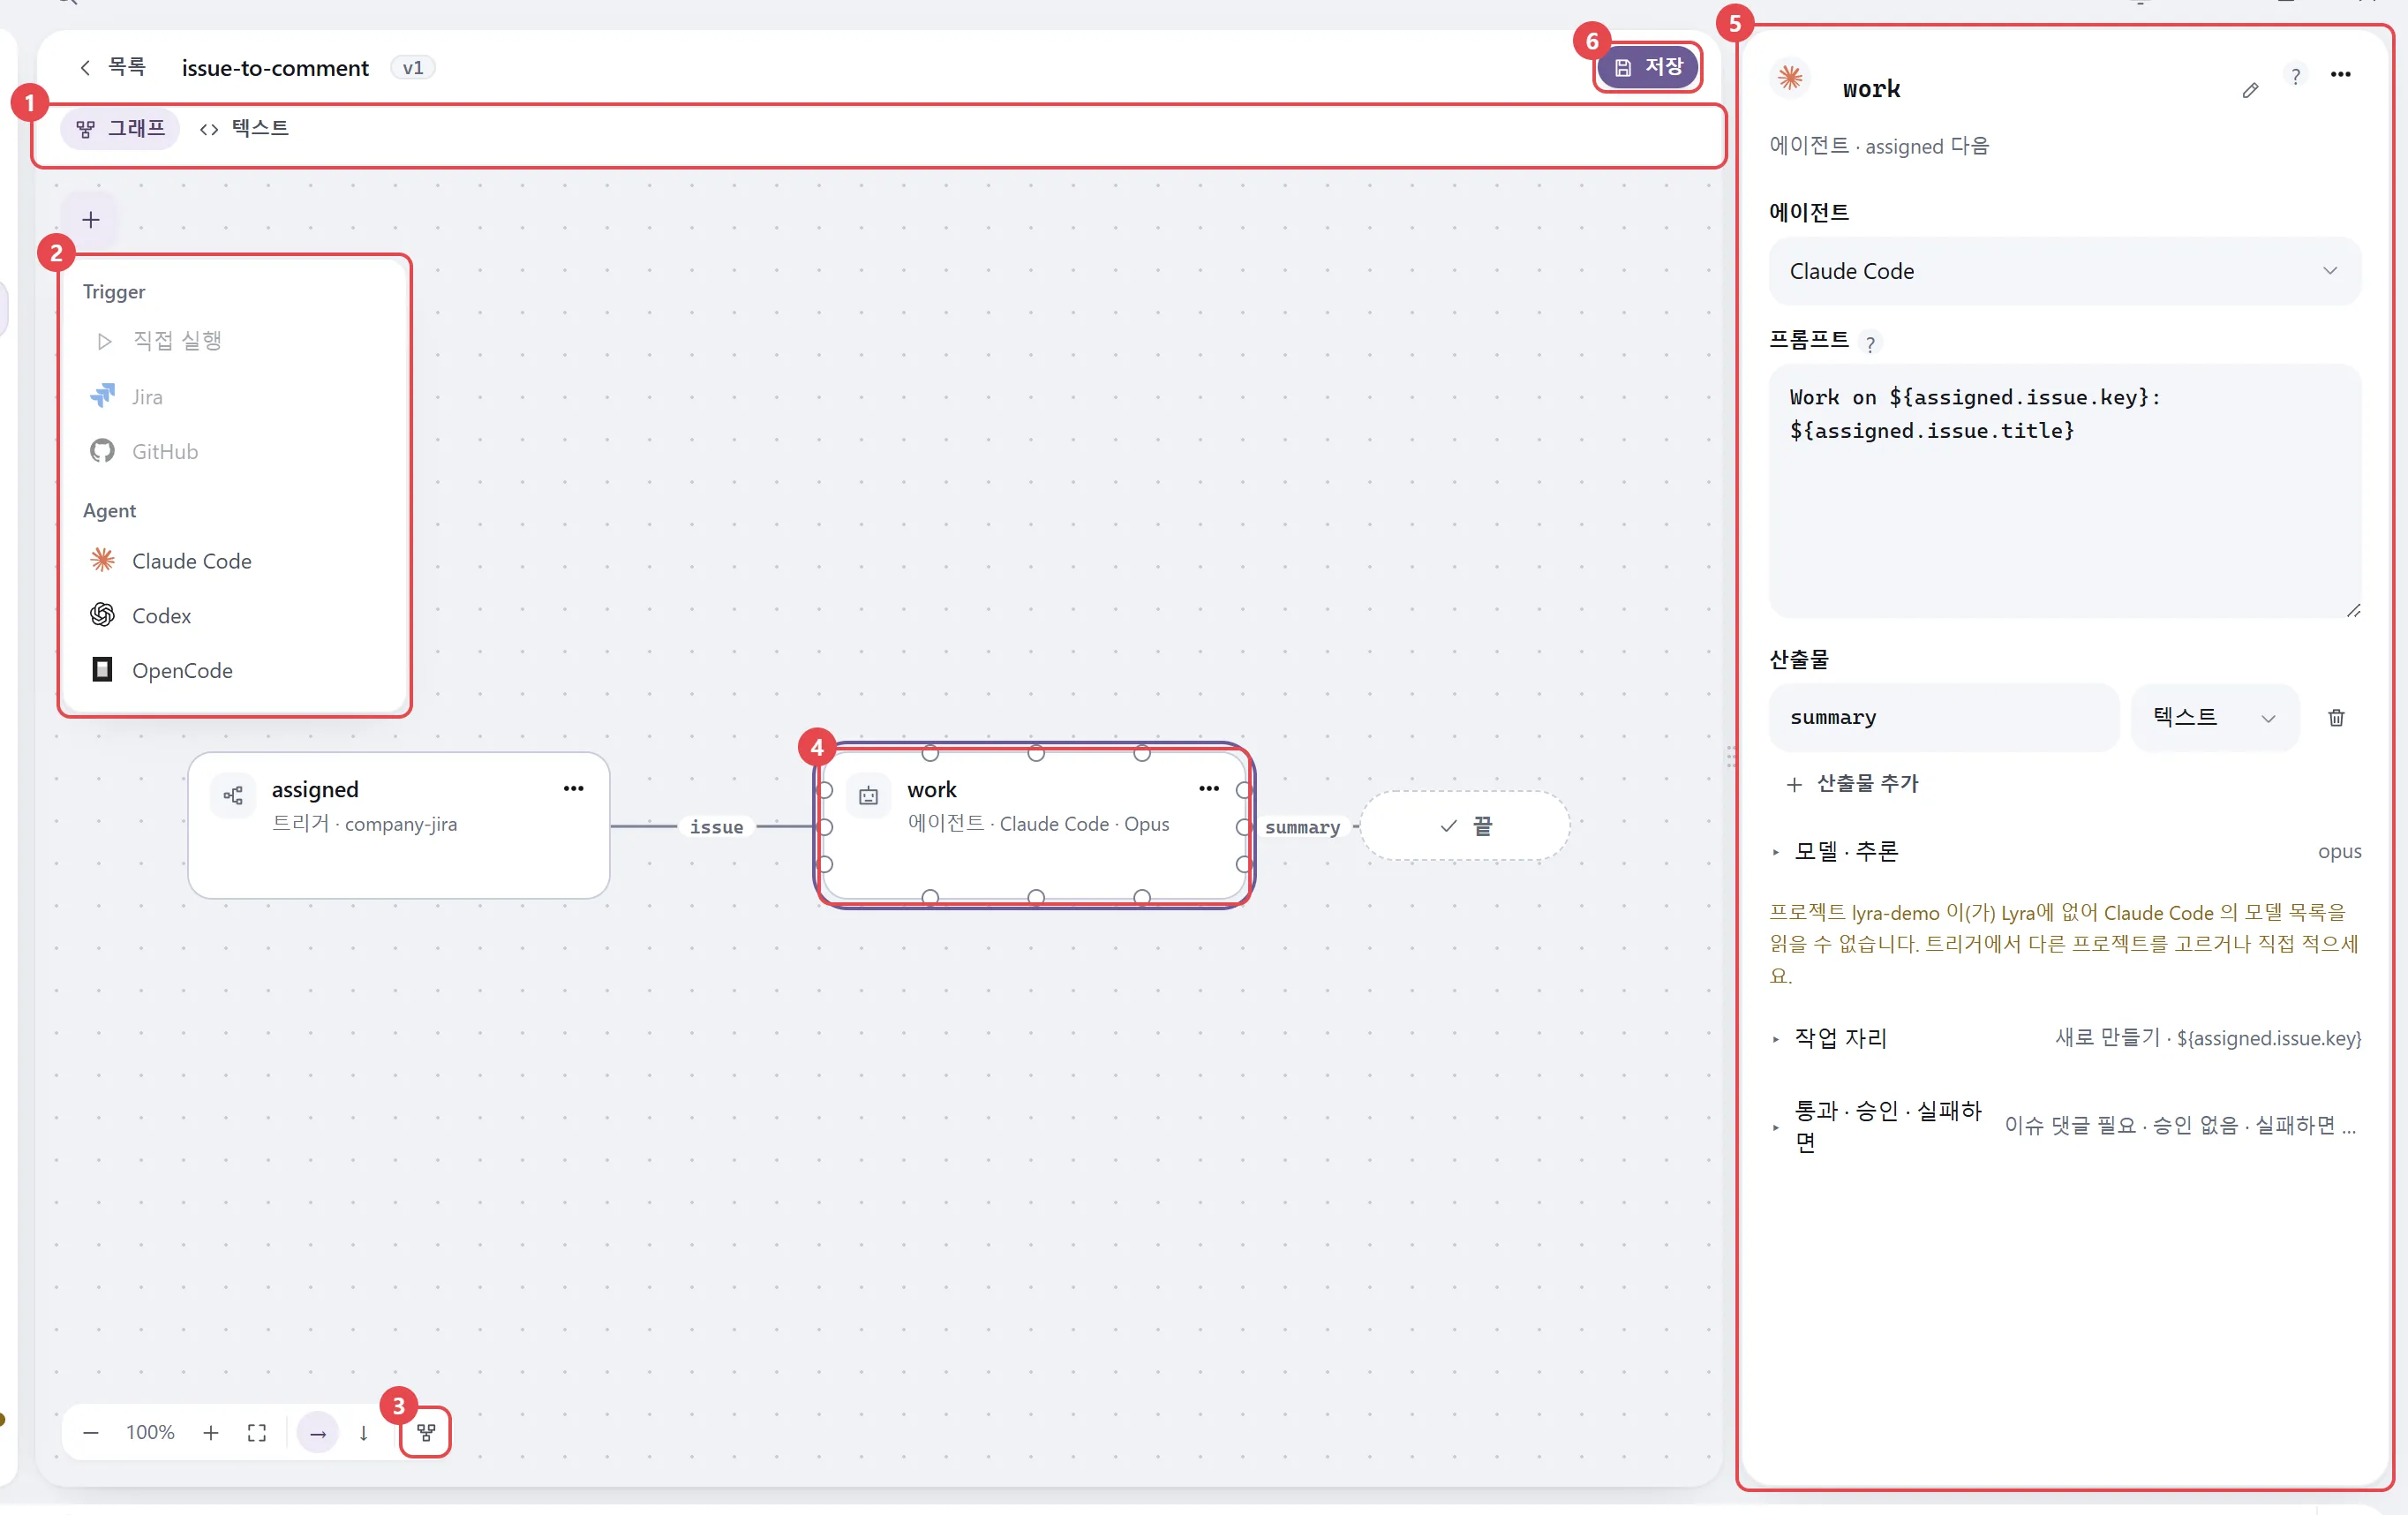 5
6
목록 issue-to-comment v1
저장
1
그래프 <> 텍스트
+
2
Trigger
직접 실행
Jira
GitHub
Agent
Claude Code
Codex
OpenCode
assigned
트리거 · company-jira
issue
4
work
에이전트 · Claude Code · Opus
summary
끝
3
100%
work
?
에이전트 · assigned 다음
에이전트
Claude Code
프롬프트 ?
Work on ${assigned.issue.key}:
${assigned.issue.title}
산출물
summary 텍스트
+ 산출물 추가
모델 · 추론 opus
프로젝트 lyra-demo 이(가) Lyra에 없어 Claude Code 의 모델 목록을
읽을 수 없습니다. 트리거에서 다른 프로젝트를 고르거나 직접 적으세
요.
작업 자리 새로 만들기 · ${assigned.issue.key}
통과 · 승인 · 실패하
면
이슈 댓글 필요 · 승인 없음 · 실패하면 ...